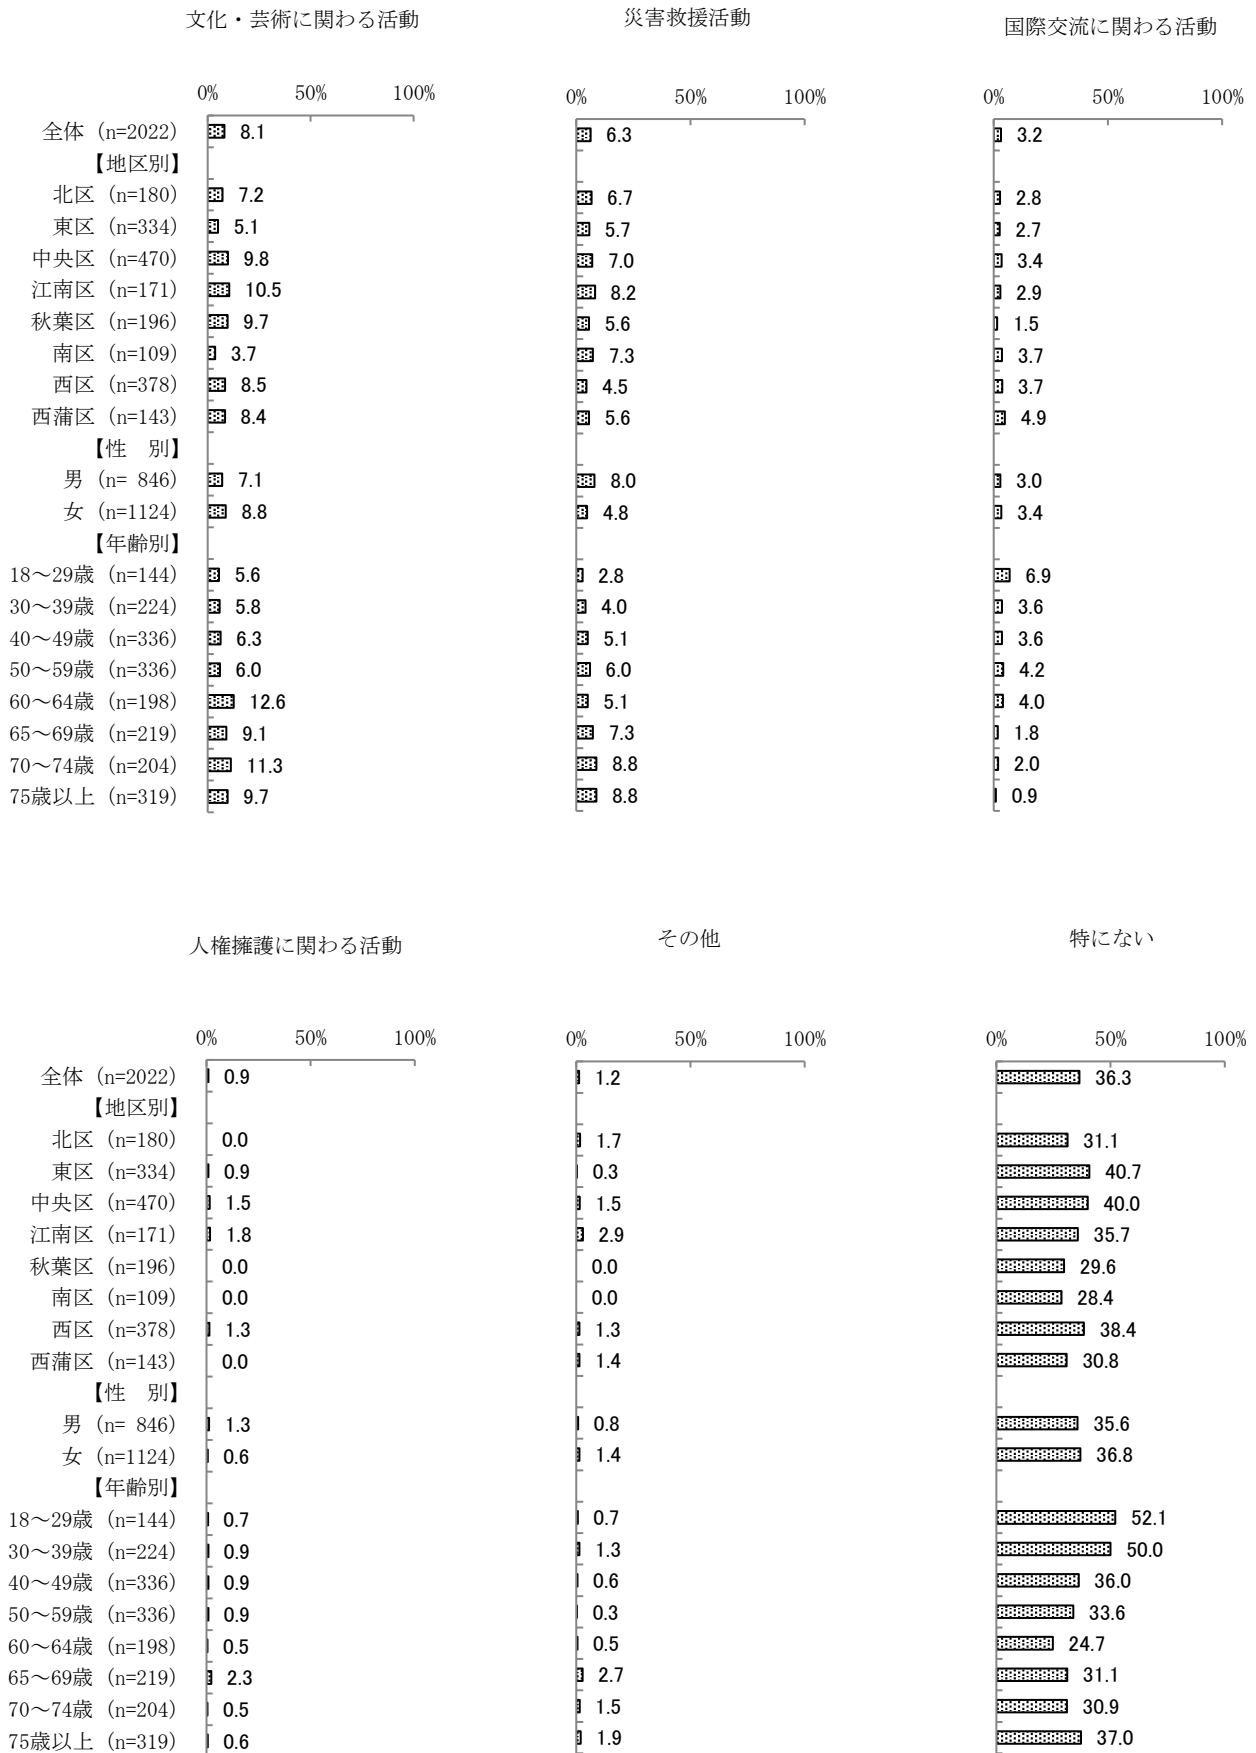 文化・芸術に関わる活動 災害救援活動 国際交流に関わる活動
0% 50% 100% 0% 50% 100% 0% 50% 100%
全体 (n=2022) 8.1 6.3 3.2
【地区別】
北区 (n=180) 7.2 6.7 2.8
東区 (n=334) 5.1 5.7 2.7
中央区 (n=470) 9.8 7.0 3.4
江南区 (n=171) 10.5 8.2 2.9
秋葉区 (n=196) 9.7 5.6 1.5
南区 (n=109) 3.7 7.3 3.7
西区 (n=378) 8.5 4.5 3.7
西蒲区 (n=143) 8.4 5.6 4.9
【性　別】
男 (n= 846) 7.1 8.0 3.0
女 (n=1124) 8.8 4.8 3.4
【年齢別】
18～29歳 (n=144) 5.6 2.8 6.9
30～39歳 (n=224) 5.8 4.0 3.6
40～49歳 (n=336) 6.3 5.1 3.6
50～59歳 (n=336) 6.0 6.0 4.2
60～64歳 (n=198) 12.6 5.1 4.0
65～69歳 (n=219) 9.1 7.3 1.8
70～74歳 (n=204) 11.3 8.8 2.0
75歳以上 (n=319) 9.7 8.8 0.9
人権擁護に関わる活動 その他 特にない
0% 50% 100% 0% 50% 100% 0% 50% 100%
全体 (n=2022) 0.9 1.2 36.3
【地区別】
北区 (n=180) 0.0 1.7 31.1
東区 (n=334) 0.9 0.3 40.7
中央区 (n=470) 1.5 1.5 40.0
江南区 (n=171) 1.8 2.9 35.7
秋葉区 (n=196) 0.0 0.0 29.6
南区 (n=109) 0.0 0.0 28.4
西区 (n=378) 1.3 1.3 38.4
西蒲区 (n=143) 0.0 1.4 30.8
【性　別】
男 (n= 846) 1.3 0.8 35.6
女 (n=1124) 0.6 1.4 36.8
【年齢別】
18～29歳 (n=144) 0.7 0.7 52.1
30～39歳 (n=224) 0.9 1.3 50.0
40～49歳 (n=336) 0.9 0.6 36.0
50～59歳 (n=336) 0.9 0.3 33.6
60～64歳 (n=198) 0.5 0.5 24.7
65～69歳 (n=219) 2.3 2.7 31.1
70～74歳 (n=204) 0.5 1.5 30.9
75歳以上 (n=319) 0.6 1.9 37.0